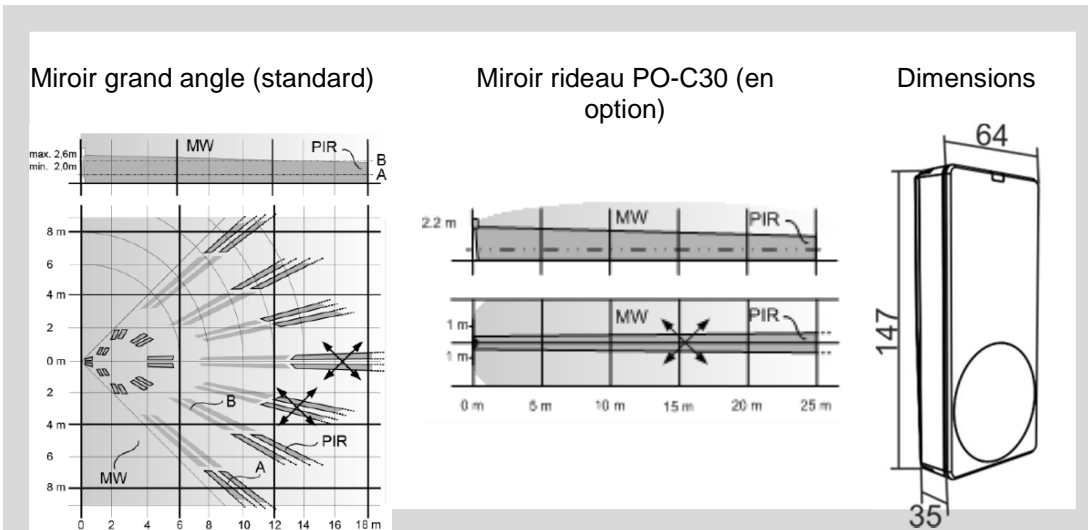 Miroir grand angle (standard)
Miroir rideau PO-C30 (en
option)
Dimensions
max. 2,6m
min. 2,0m
MW
PIR
B
A
8 m
6
4 m
2
0 m
2
4 m
6
8 m
B
PIR
A
MW
0 2 4 6 8 10 12 14 16 18 m
2.2 m
MW
PIR
1 m
1 m
MW
PIR
0 m 5 m 10 m 15 m 20 m 25 m
64
147
35